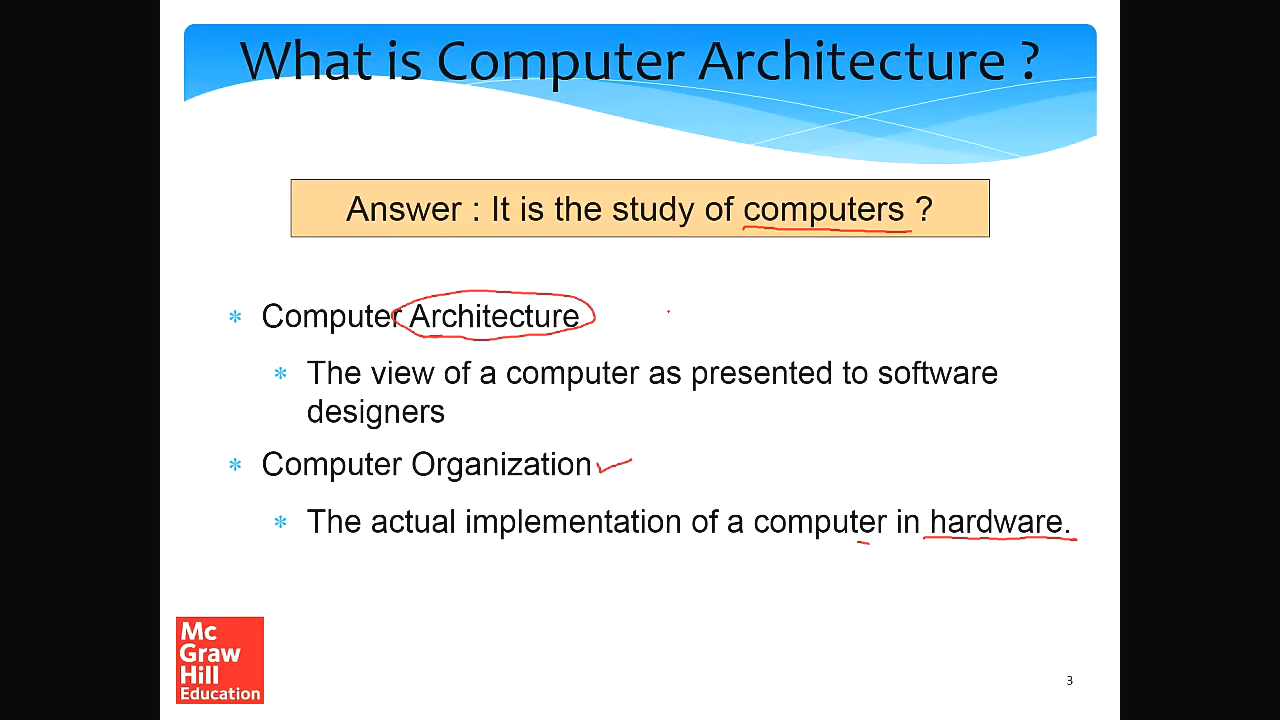 What is Computer Architecture ?
Answer : It is the study of computers ?
* Computer Architecture
* The view of a computer as presented to software
designers
* Computer Organization
* The actual implementation of a computer in hardware.
Mc
Graw
Hill
Education
3